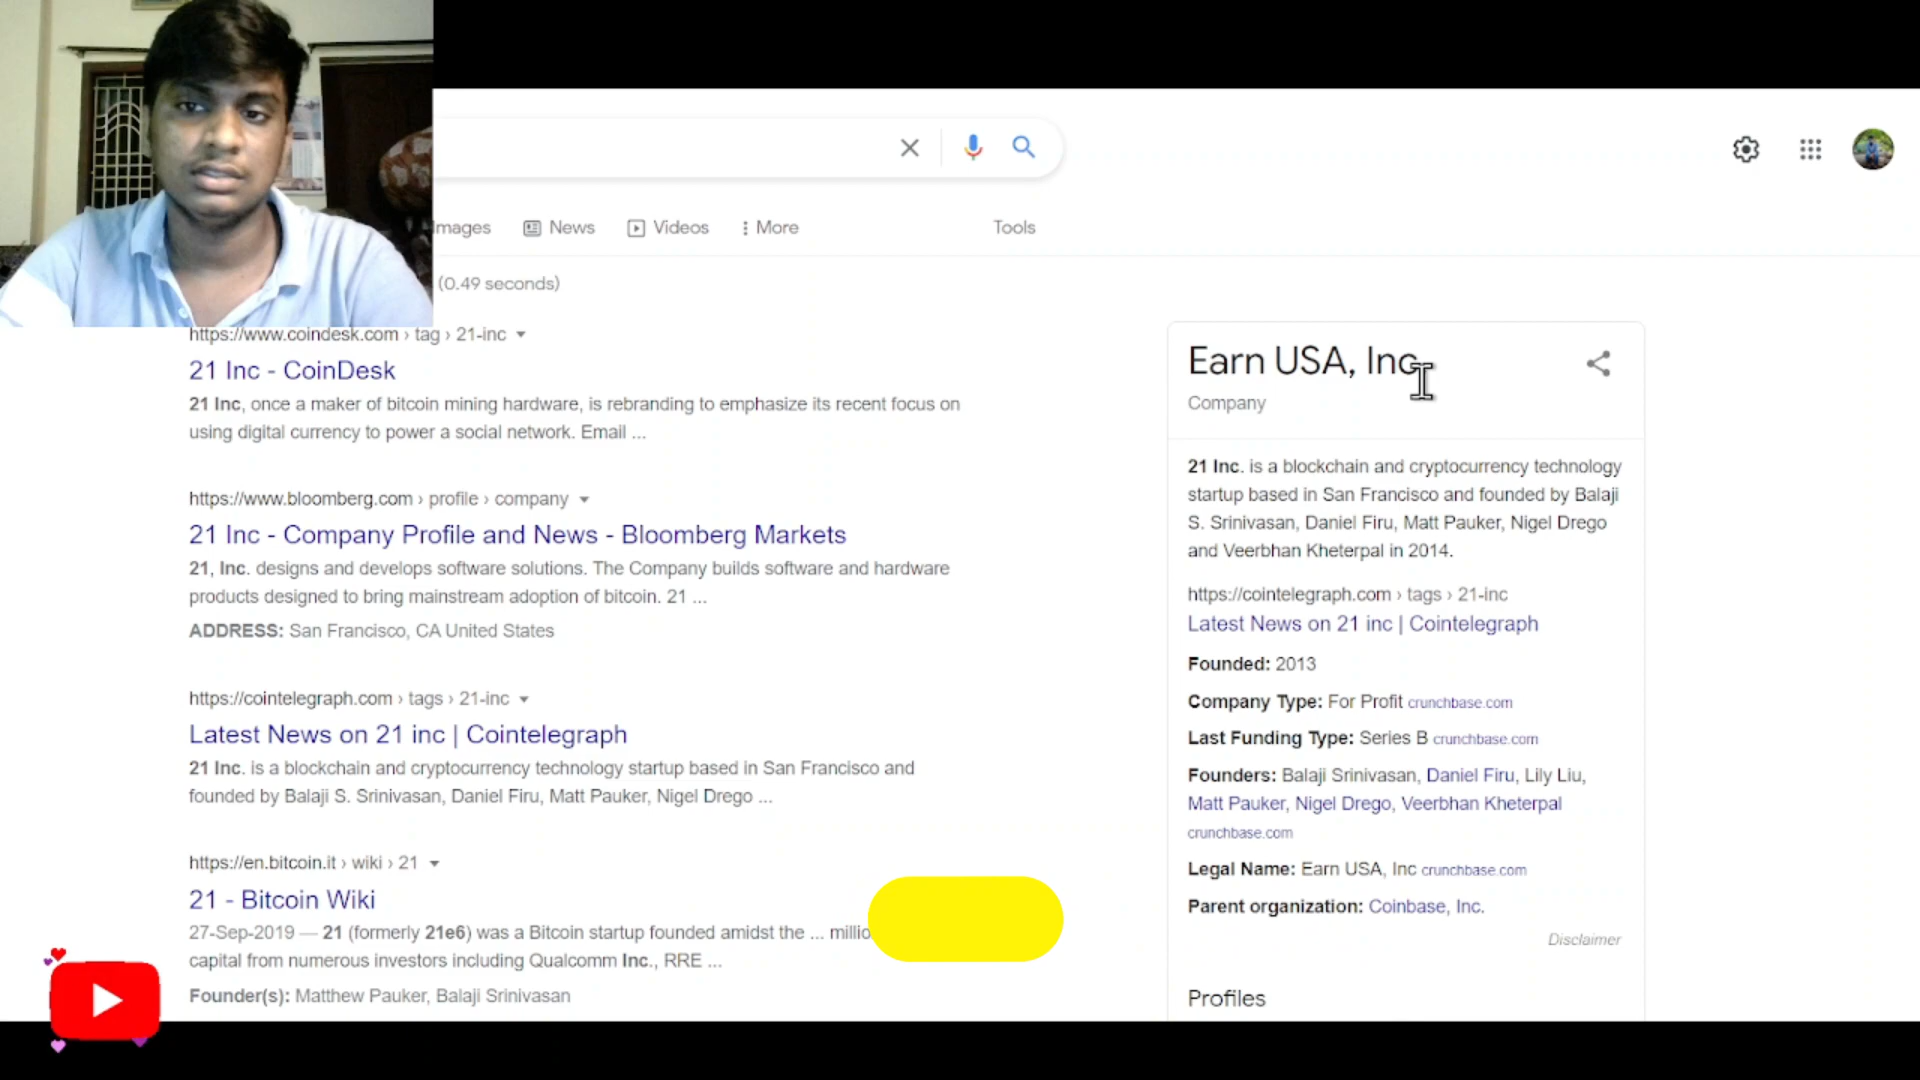 Images
News
Videos
More
Tools
(0.49 seconds)
https://www.coindesk.com › tag › 21-inc
21 Inc - CoinDesk
21 Inc, once a maker of bitcoin mining hardware, is rebranding to emphasize its recent focus on
using digital currency to power a social network. Email ...
https://www.bloomberg.com › profile › company
21 Inc - Company Profile and News - Bloomberg Markets
21, Inc. designs and develops software solutions. The Company builds software and hardware
products designed to bring mainstream adoption of bitcoin. 21 ...
ADDRESS: San Francisco, CA United States
https://cointelegraph.com › tags › 21-inc
Latest News on 21 inc | Cointelegraph
21 Inc. is a blockchain and cryptocurrency technology startup based in San Francisco and
founded by Balaji S. Srinivasan, Daniel Firu, Matt Pauker, Nigel Drego ...
https://en.bitcoin.it › wiki › 21
21 - Bitcoin Wiki
27-Sep-2019 — 21 (formerly 21e6) was a Bitcoin startup founded amidst the ... millio
capital from numerous investors including Qualcomm Inc., RRE ...
Founder(s): Matthew Pauker, Balaji Srinivasan
Earn USA, Inc
Company
21 Inc. is a blockchain and cryptocurrency technology
startup based in San Francisco and founded by Balaji
S. Srinivasan, Daniel Firu, Matt Pauker, Nigel Drego
and Veerbhan Kheterpal in 2014.
https://cointelegraph.com › tags › 21-inc
Latest News on 21 inc | Cointelegraph
Founded: 2013
Company Type: For Profit crunchbase.com
Last Funding Type: Series B crunchbase.com
Founders: Balaji Srinivasan, Daniel Firu, Lily Liu,
Matt Pauker, Nigel Drego, Veerbhan Kheterpal
crunchbase.com
Legal Name: Earn USA, Inc crunchbase.com
Parent organization: Coinbase, Inc.
Disclaimer
Profiles